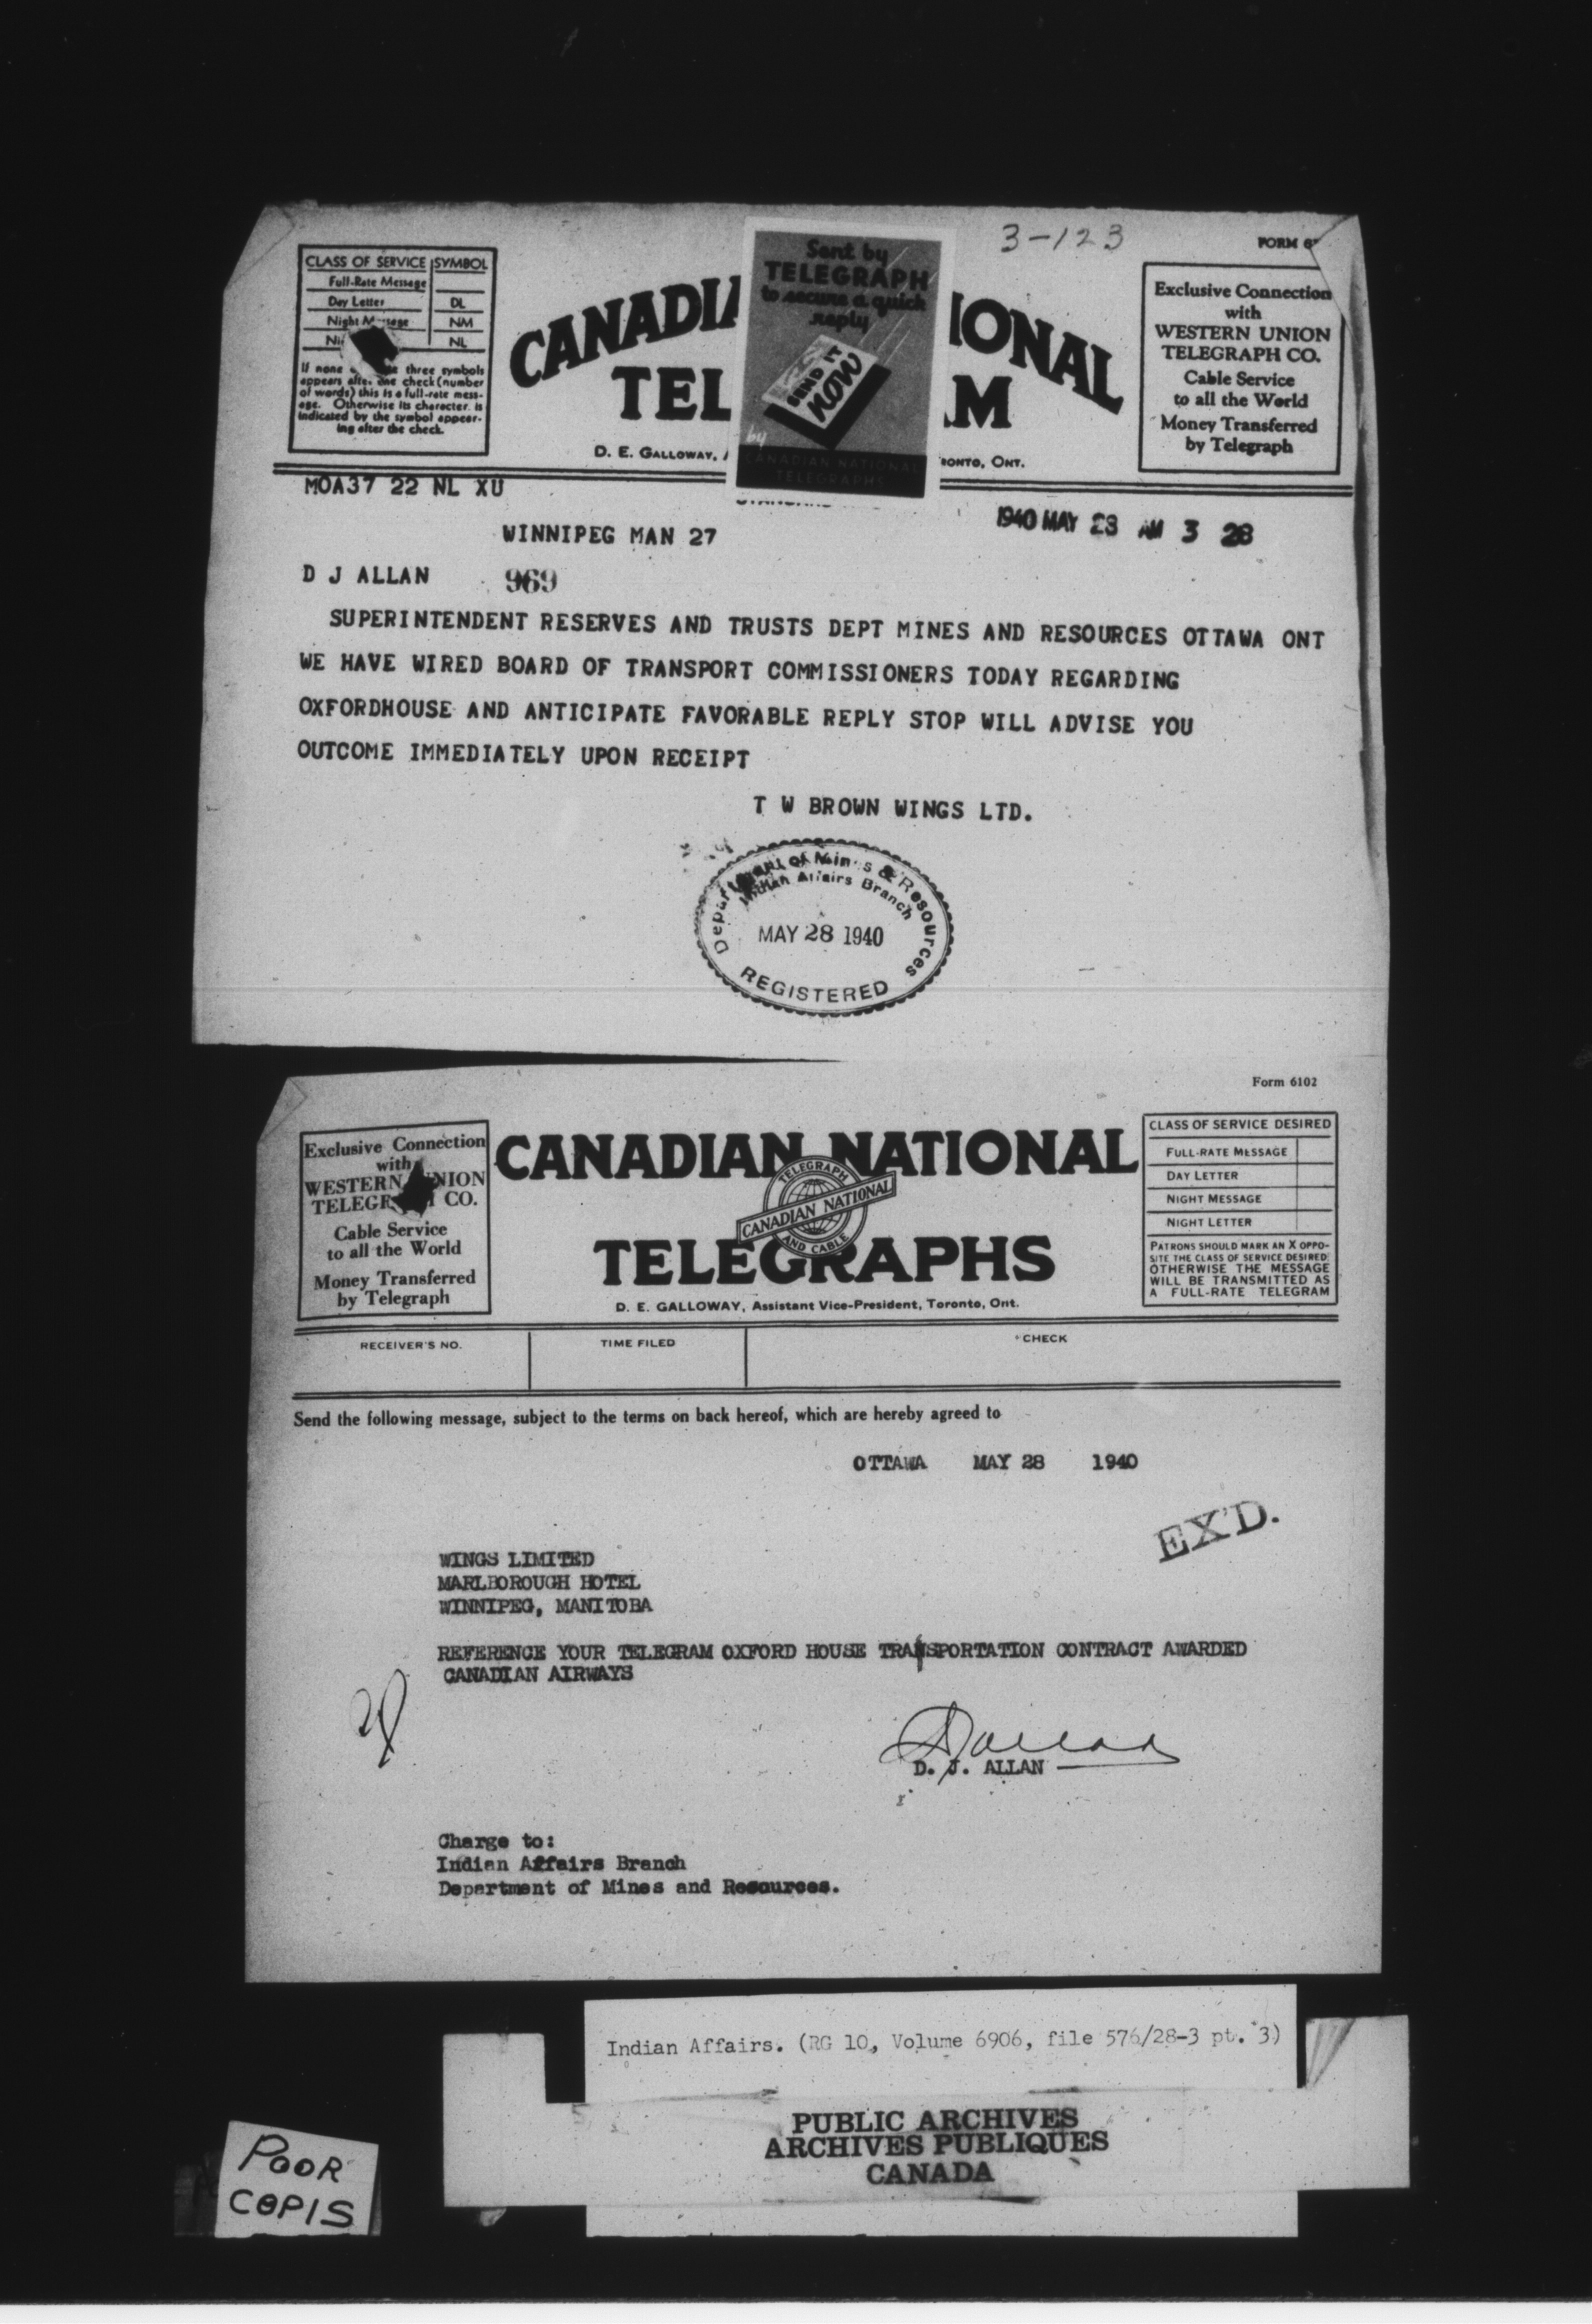 3-123
FORM 6
CLASS OF SERVICE SYMBOL
Full-Rate Message
Day Letter DL
Night Message NM
NL
If none three symbols
appears after the check (number
of words) this is a full-rate mess-
age. Otherwise its character is
indicated by the symbol appear-
ing after the check.
CANADIA IONAL
TEL M
D. E. GALLOWAY, RONTO, ONT.
Sent by
TELEGRAPH
to secure a quick
reply
SEND IT
NOW
by
CANADIAN NATIONAL
TELEGRAPHS
Exclusive Connection
with
WESTERN UNION
TELEGRAPH CO.
Cable Service
to all the World
Money Transferred
by Telegraph
MOA37 22 NL XU
1940 MAY 28 AM 3 28
WINNIPEG MAN 27
D J ALLAN 969
SUPERINTENDENT RESERVES AND TRUSTS DEPT MINES AND RESOURCES OTTAWA ONT
WE HAVE WIRED BOARD OF TRANSPORT COMMISSIONERS TODAY REGARDING
OXFORDHOUSE AND ANTICIPATE FAVORABLE REPLY STOP WILL ADVISE YOU
OUTCOME IMMEDIATELY UPON RECEIPT
T W BROWN WINGS LTD.
Department of Mines & Resources
Indian Affairs Branch
MAY 28 1940
REGISTERED
Form 6102
Exclusive Connection
with
WESTERN UNION
TELEGR CO.
Cable Service
to all the World
Money Transferred
by Telegraph
CANADIAN NATIONAL
TELEGRAPH
CANADIAN NATIONAL
AND CABLE
TELEGRAPHS
D. E. GALLOWAY, Assistant Vice-President, Toronto, Ont.
CLASS OF SERVICE DESIRED
FULL-RATE MESSAGE
DAY LETTER
NIGHT MESSAGE
NIGHT LETTER
PATRONS SHOULD MARK AN X OPPO-
SITE THE CLASS OF SERVICE DESIRED:
OTHERWISE THE MESSAGE
WILL BE TRANSMITTED AS
A FULL-RATE TELEGRAM
RECEIVER'S NO. TIME FILED CHECK
Send the following message, subject to the terms on back hereof, which are hereby agreed to
OTTAWA MAY 28 1940
EX'D.
WINGS LIMITED
MARLBOROUGH HOTEL
WINNIPEG, MANITOBA
REFERENCE YOUR TELEGRAM OXFORD HOUSE TRANSPORTATION CONTRACT AWARDED
CANADIAN AIRWAYS
D. J. ALLAN
Charge to:
Indian Affairs Branch
Department of Mines and Resources.
Indian Affairs. (RG 10, Volume 6906, file 576/28-3 pt. 3)
PUBLIC ARCHIVES
ARCHIVES PUBLIQUES
CANADA
POOR
COPIS